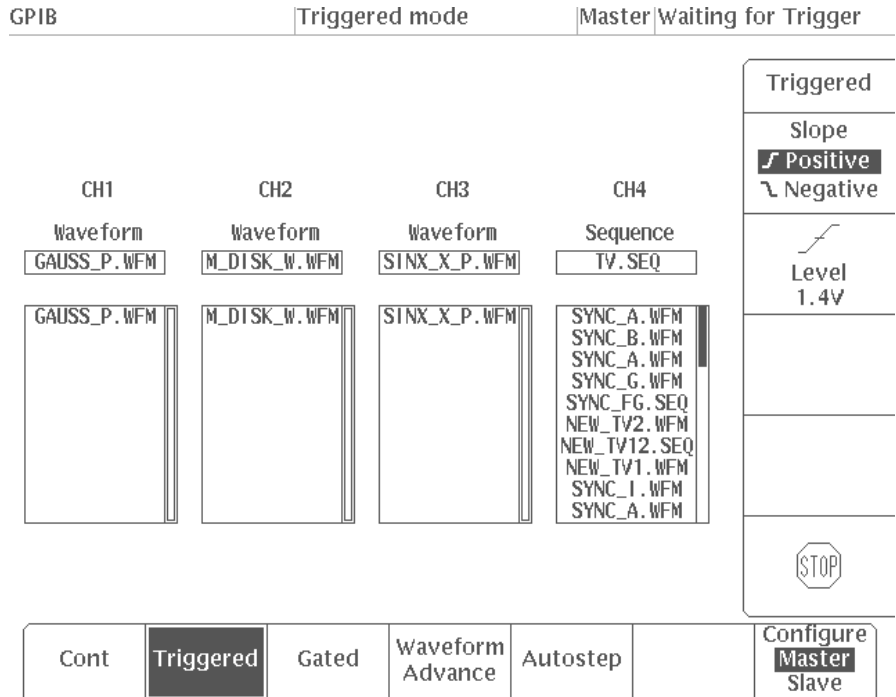 GPIB Triggered mode Master Waiting for Trigger
CH1 CH2 CH3 CH4
Waveform Waveform Waveform Sequence
GAUSS_P.WFM M_DISK_W.WFM SINX_X_P.WFM TV.SEQ
GAUSS_P.WFM M_DISK_W.WFM SINX_X_P.WFM SYNC_A.WFM
SYNC_B.WFM
SYNC_A.WFM
SYNC_G.WFM
SYNC_FG.SEQ
NEW_TV2.WFM
NEW_TV12.SEQ
NEW_TV1.WFM
SYNC_I.WFM
SYNC_A.WFM
Triggered
Slope
Positive
Negative
Level
1.4V
STOP
Cont Triggered Gated Waveform Advance Autostep
Configure
Master
Slave